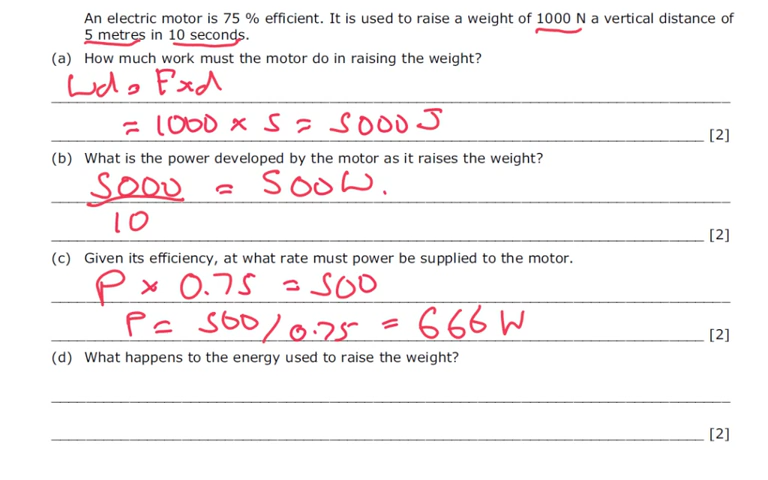 An electric motor is 75 % efficient. It is used to raise a weight of 1000 N a vertical distance of
5 metres in 10 seconds.
(a) How much work must the motor do in raising the weight?
Wd = F x d
= 1000 x 5 = 5000 J
[2]
(b) What is the power developed by the motor as it raises the weight?
5000 = 500 W.
10
[2]
(c) Given its efficiency, at what rate must power be supplied to the motor.
P x 0.75 = 500
P = 500 / 0.75 = 666 W
[2]
(d) What happens to the energy used to raise the weight?
[2]